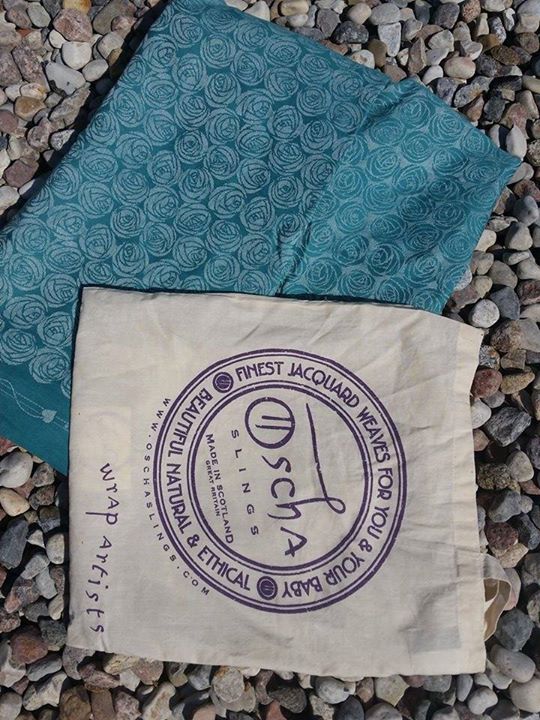 FINEST JACQUARD WEAVES FOR YOU & YOUR BABY
BEAUTIFUL NATURAL & ETHICAL
OSCHA
SLINGS
MADE IN SCOTLAND
GREAT BRITAIN
WWW.OSCHASLINGS.COM
wrap artists